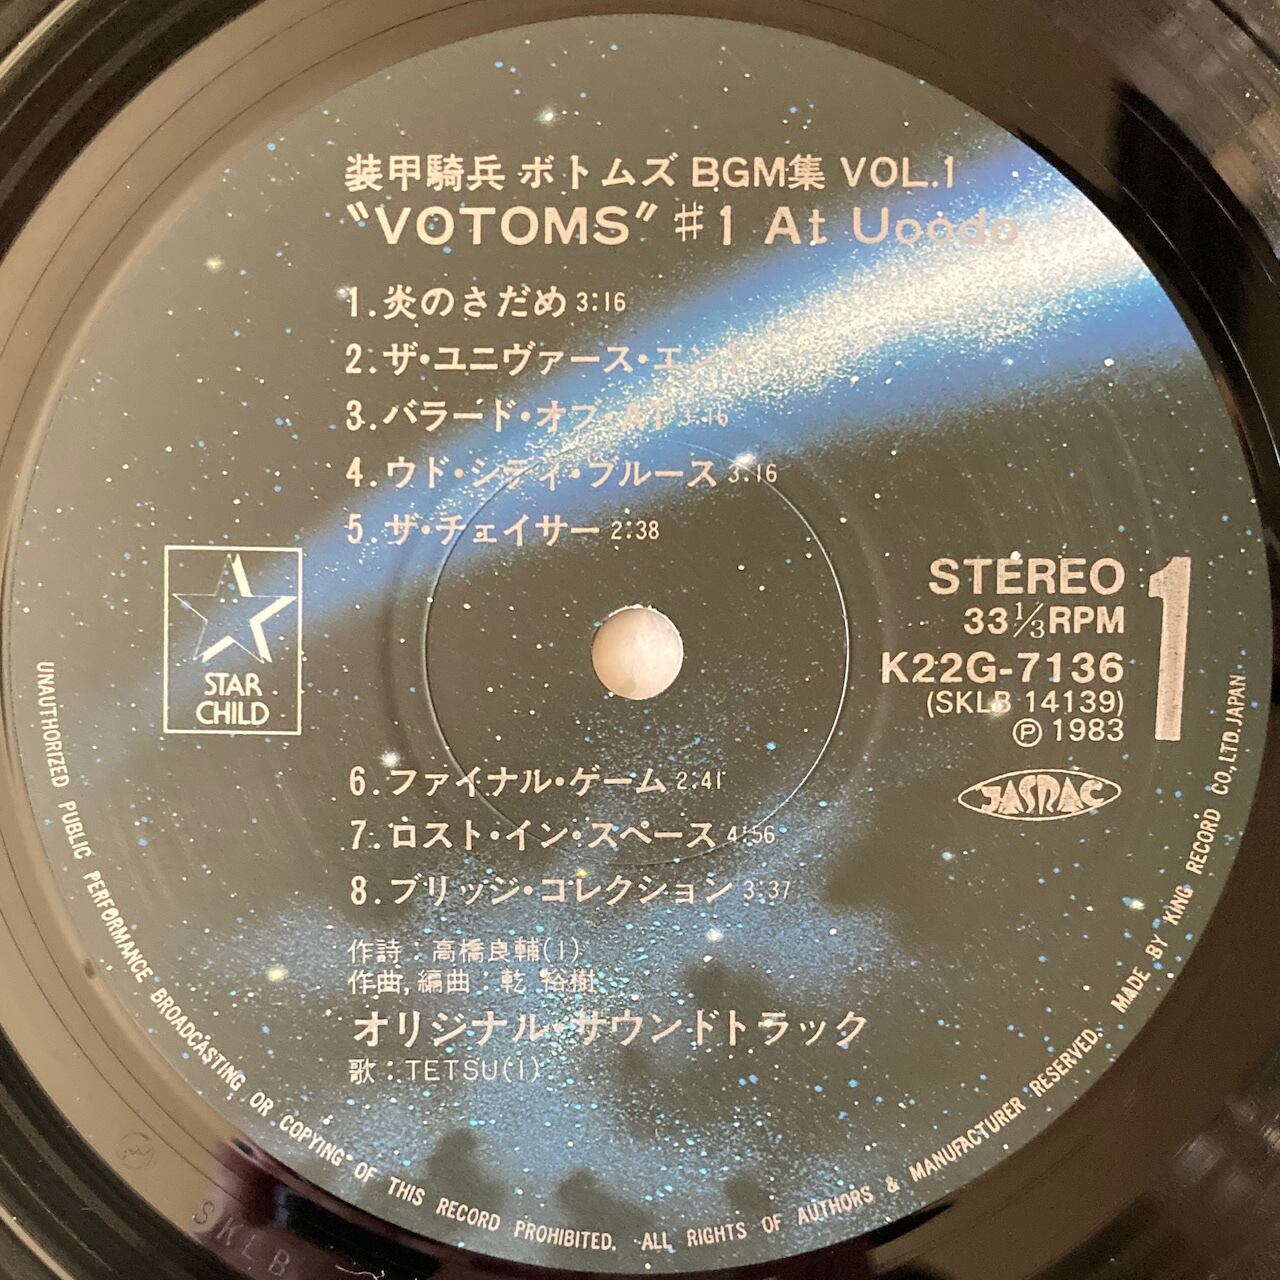 装甲騎兵 ボトムズ BGM集 VOL.1
"VOTOMS" #1 At Uoodo
1.炎のさだめ 3:16
2.ザ・ユニヴァース・エンド
3.バラード・オブ・AT 3:16
4.ウド・シティ・ブルース 3:16
5.ザ・チェイサー 2:38
STAR
CHILD
STEREO
33 1/3 RPM
K22G-7136
(SKLB 14139)
Ⓟ 1983
1
JASRAC
6.ファイナル・ゲーム 2:41
7.ロスト・イン・スペース 4:56
8.ブリッジ・コレクション 3:37
作詩:高橋良輔(1)
作曲,編曲:乾 裕樹
オリジナル・サウンドトラック
歌:TETSU(1)
UNAUTHORIZED PUBLIC PERFORMANCE BROADCASTING OR COPYING OF THIS RECORD PROHIBITED. ALL RIGHTS OF AUTHORS & MANUFACTURER RESERVED. MADE BY KING RECORD CO., LTD. JAPAN.
SKLB